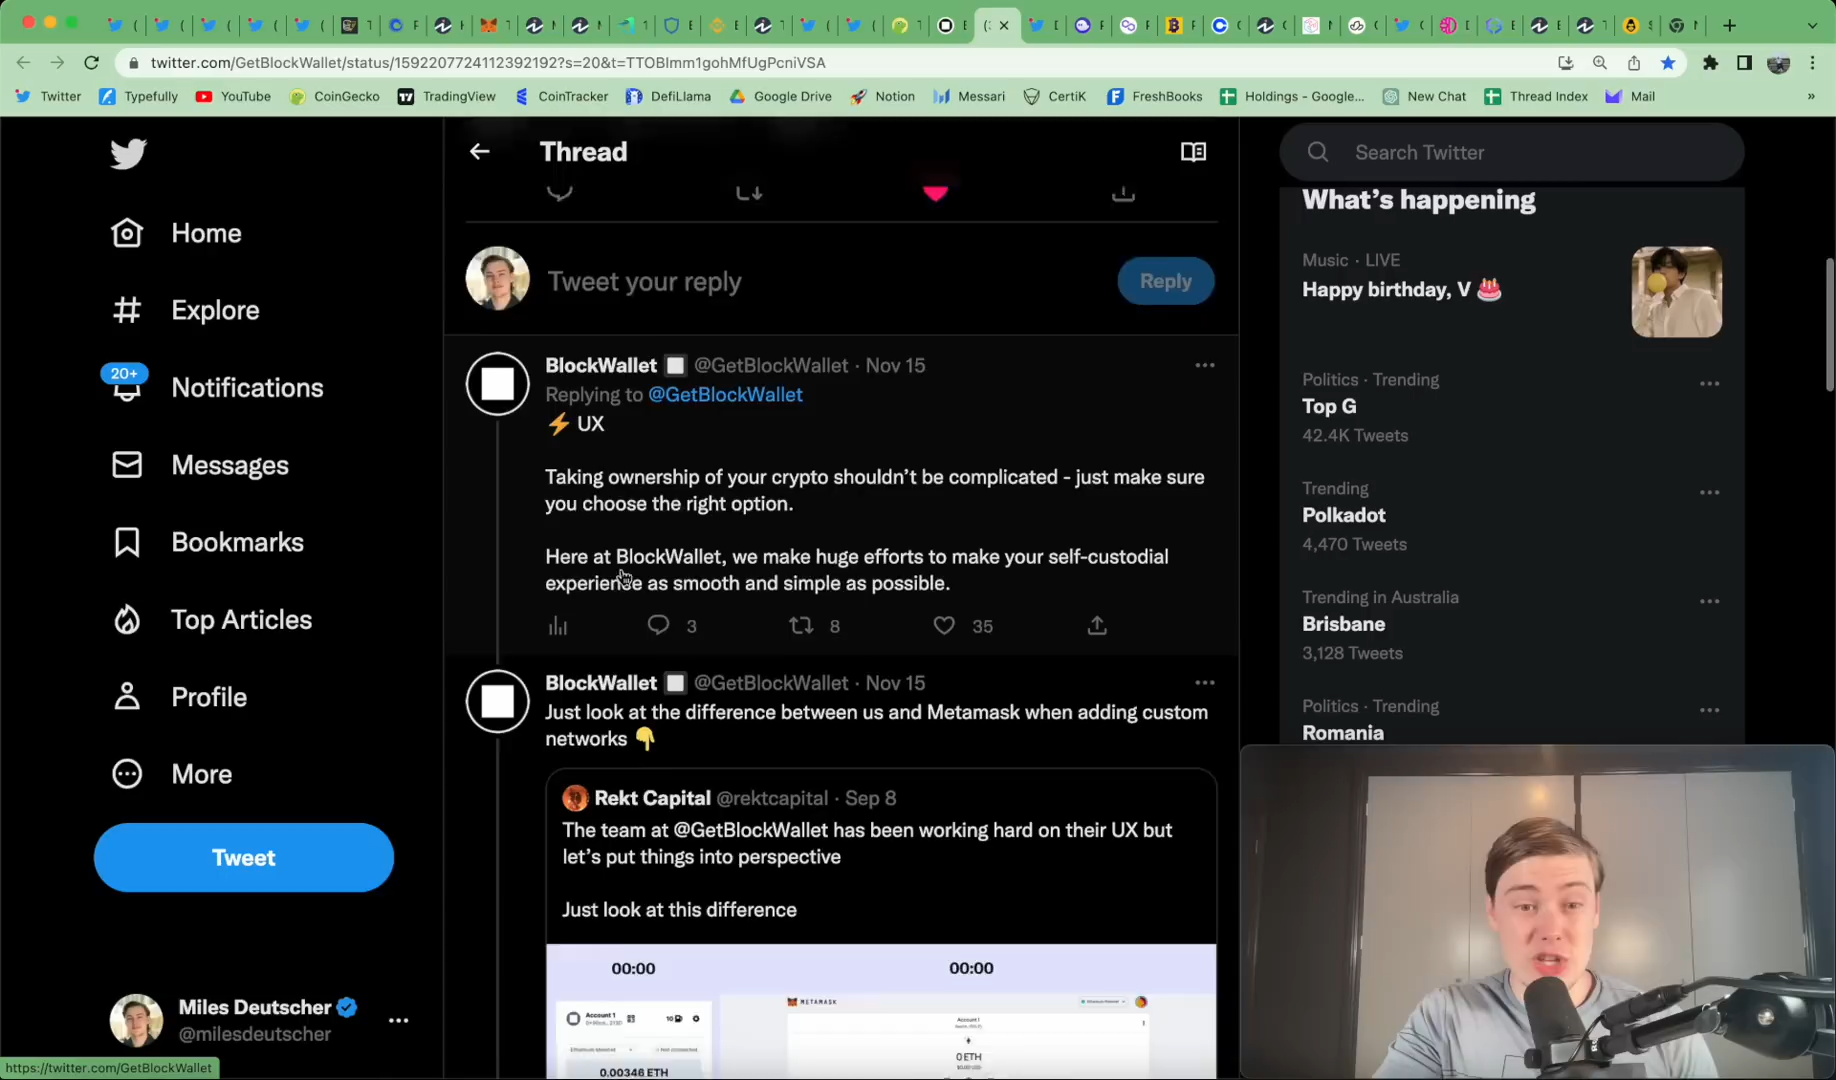 twitter.com/GetBlockWallet/status/1592207724112392192?s=20&t=TTOBlmm1gohMfUgPcniVSA
Twitter
Typefully
YouTube
CoinGecko
TradingView
CoinTracker
DefiLlama
Google Drive
Notion
Messari
CertiK
FreshBooks
Holdings - Google...
New Chat
Thread Index
Mail
»
Home
Explore
20+
Notifications
Messages
Bookmarks
Top Articles
Profile
More
Tweet
Miles Deutscher
@milesdeutscher
https://twitter.com/GetBlockWallet
Thread
Tweet your reply
Reply
BlockWallet @GetBlockWallet · Nov 15
Replying to @GetBlockWallet
⚡ UX
Taking ownership of your crypto shouldn't be complicated - just make sure
you choose the right option.
Here at BlockWallet, we make huge efforts to make your self-custodial
experience as smooth and simple as possible.
3
8
35
BlockWallet @GetBlockWallet · Nov 15
Just look at the difference between us and Metamask when adding custom
networks 👇
Rekt Capital @rektcapital · Sep 8
The team at @GetBlockWallet has been working hard on their UX but
let's put things into perspective
Just look at this difference
00:00
00:00
Account 1
METAMASK
Account 1
0 ETH
0.00346 ETH
Search Twitter
What's happening
Music · LIVE
Happy birthday, V 🎂
Politics · Trending
Top G
42.4K Tweets
Trending
Polkadot
4,470 Tweets
Trending in Australia
Brisbane
3,128 Tweets
Politics · Trending
Romania